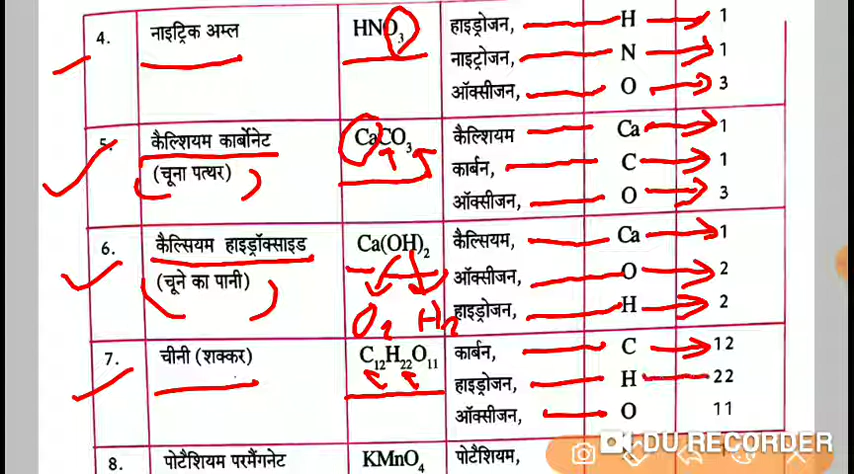 4. नाइट्रिक अम्ल HNO3 हाइड्रोजन, H 1
नाइट्रोजन, N 1
ऑक्सीजन, O 3
5. कैल्शियम कार्बोनेट CaCO3 कैल्शियम Ca 1
(चूना पत्थर) कार्बन, C 1
ऑक्सीजन, O 3
6. कैल्सियम हाइड्रॉक्साइड Ca(OH)2 कैल्सियम, Ca 1
(चूने का पानी) ऑक्सीजन, O 2
O2 H2 हाइड्रोजन, H 2
7. चीनी (शक्कर) C12H22O11 कार्बन, C 12
हाइड्रोजन, H 22
ऑक्सीजन, O 11
DU RECORDER
8. पोटैशियम परमैंगनेट KMnO4 पोटैशियम,